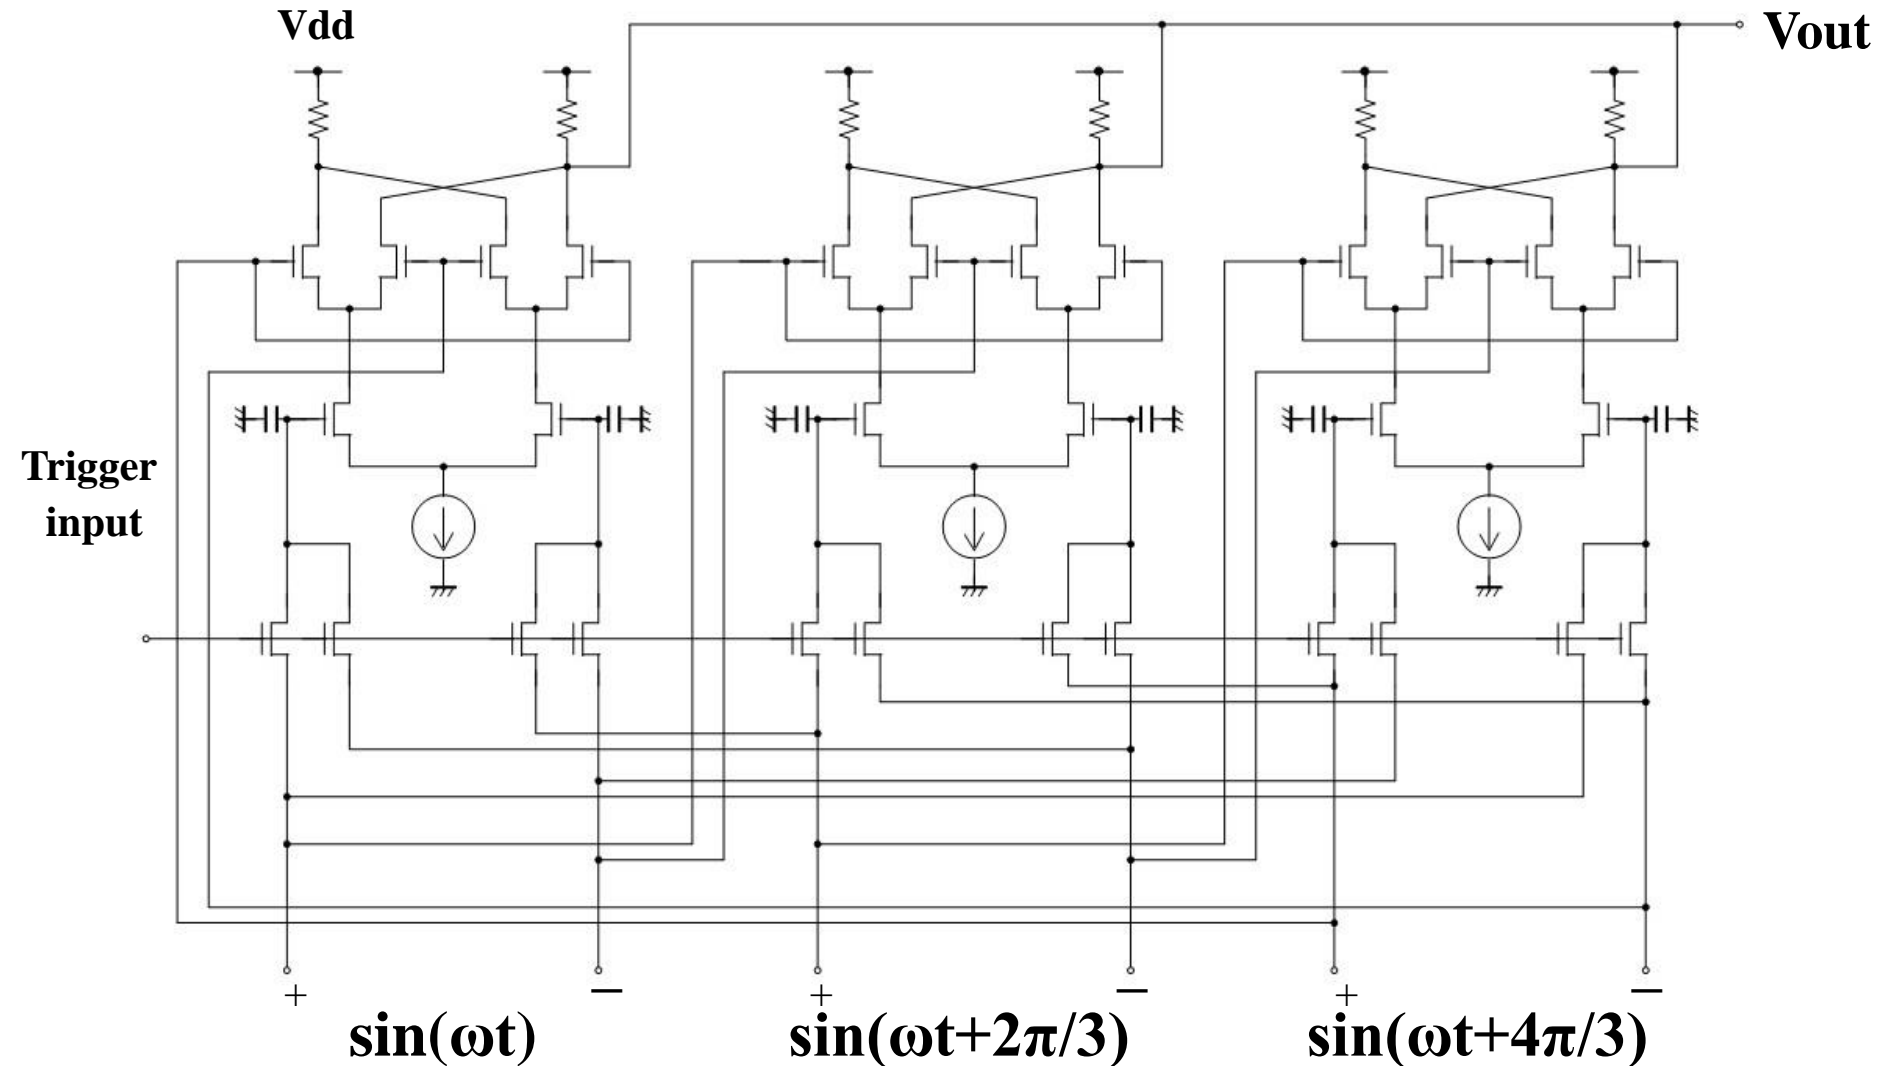 Vdd
Vout
Trigger
input
+ − + − + −
sin(ωt) sin(ωt+2π/3) sin(ωt+4π/3)